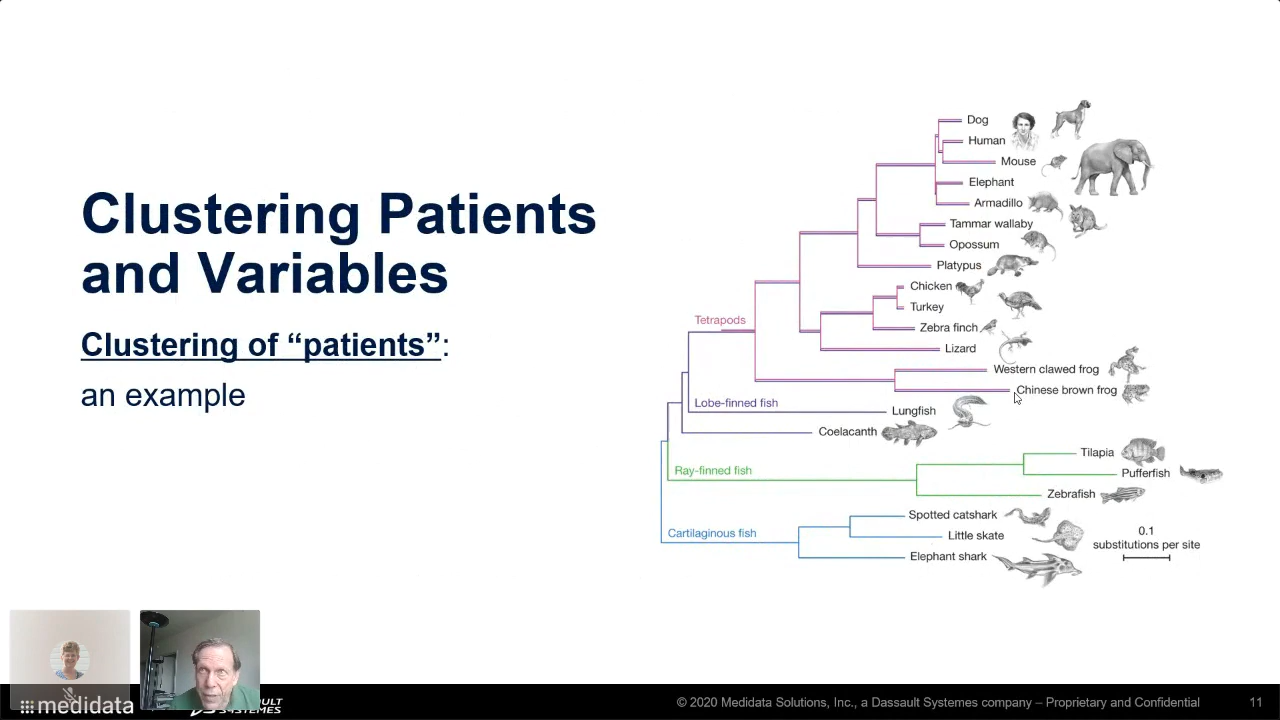 Clustering Patients
and Variables
Clustering of “patients”:
an example
Dog
Human
Mouse
Elephant
Armadillo
Tammar wallaby
Opossum
Platypus
Chicken
Turkey
Zebra finch
Lizard
Tetrapods
Western clawed frog
Chinese brown frog
Lobe-finned fish
Lungfish
Coelacanth
Ray-finned fish
Tilapia
Pufferfish
Zebrafish
Cartilaginous fish
Spotted catshark
Little skate
Elephant shark
0.1
substitutions per site
medidata
© 2020 Medidata Solutions, Inc., a Dassault Systemes company – Proprietary and Confidential
11